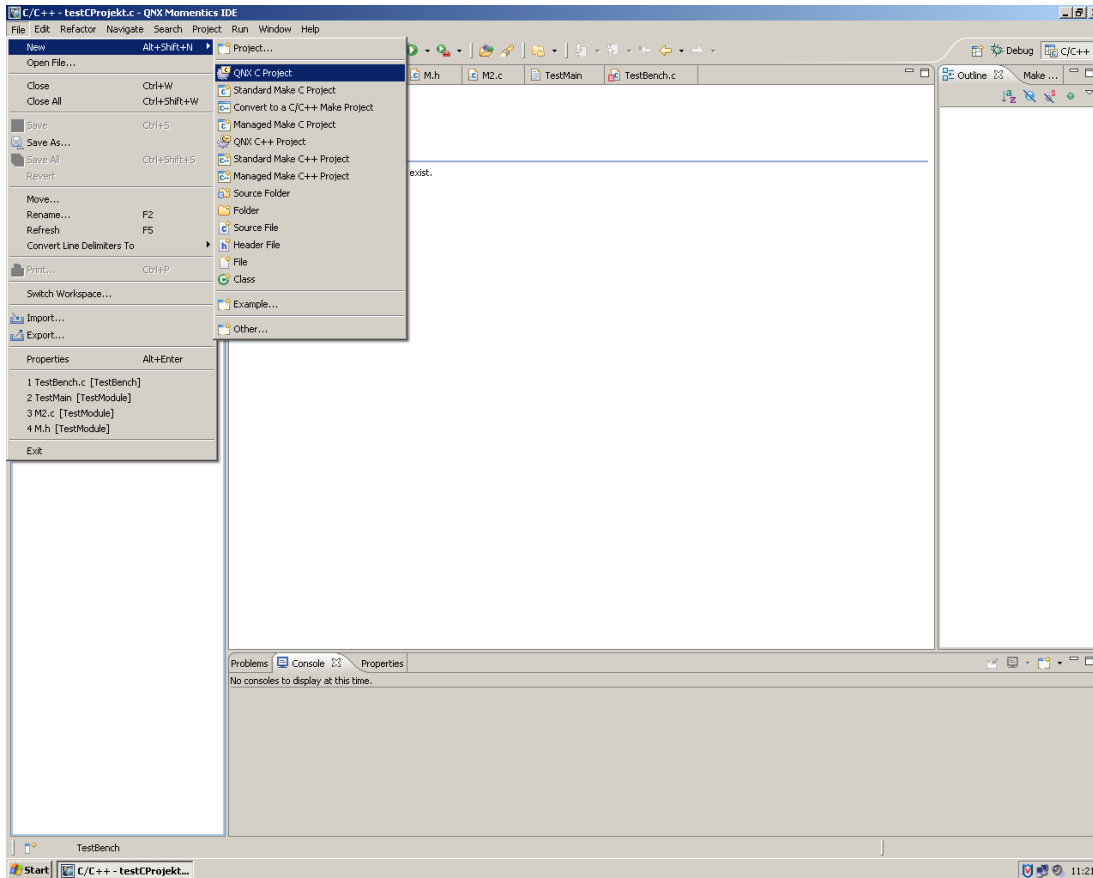 C/C++ - testCProjekt.c - QNX Momentics IDE
File Edit Refactor Navigate Search Project Run Window Help
New Alt+Shift+N
Open File...
Close Ctrl+W
Close All Ctrl+Shift+W
Save Ctrl+S
Save As...
Save All Ctrl+Shift+S
Revert
Move...
Rename... F2
Refresh F5
Convert Line Delimiters To
Print... Ctrl+P
Switch Workspace...
Import...
Export...
Properties Alt+Enter
1 TestBench.c [TestBench]
2 TestMain [TestModule]
3 M2.c [TestModule]
4 M.h [TestModule]
Exit
Project...
QNX C Project
Standard Make C Project
Convert to a C/C++ Make Project
Managed Make C Project
QNX C++ Project
Standard Make C++ Project
Managed Make C++ Project
Source Folder
Folder
Source File
Header File
File
Class
Example...
Other...
Debug C/C++
M.h M2.c TestMain TestBench.c
exist.
Outline Make ...
Problems Console Properties
No consoles to display at this time.
TestBench
Start C/C++ - testCProjekt... 11:21